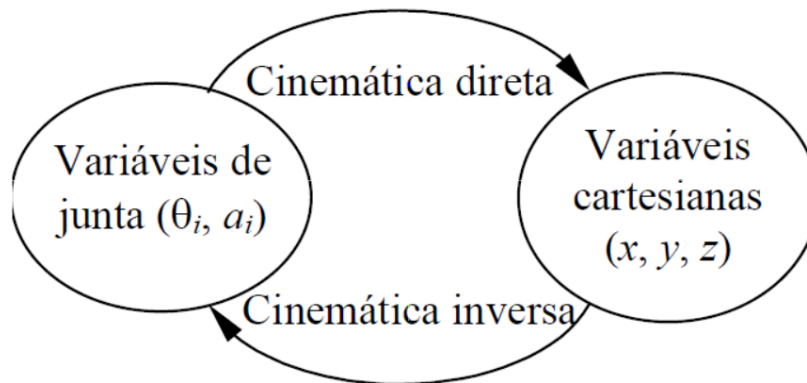 Cinemática direta
Variáveis de
junta (θi, ai)
Variáveis
cartesianas
(x, y, z)
Cinemática inversa